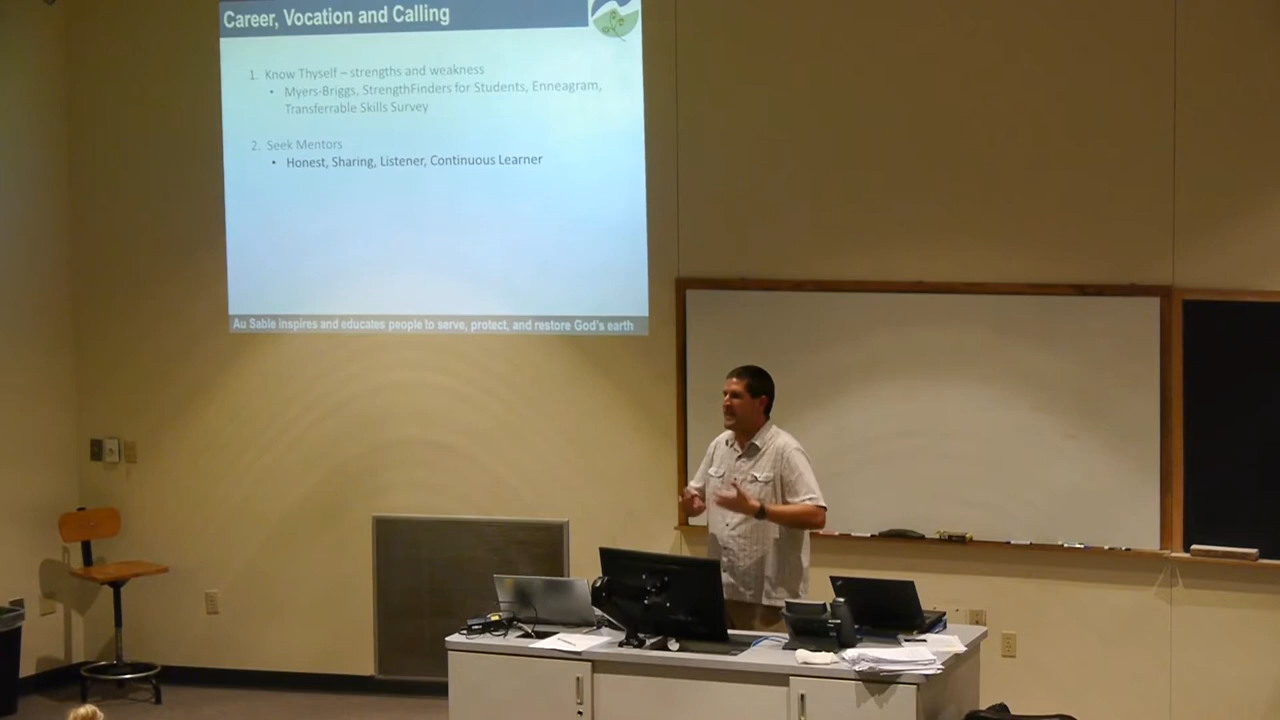 Career, Vocation and Calling
1. Know Thyself – strengths and weakness
• Myers-Briggs, StrengthFinders for Students, Enneagram,
Transferrable Skills Survey
2. Seek Mentors
• Honest, Sharing, Listener, Continuous Learner
Au Sable inspires and educates people to serve, protect, and restore God's earth